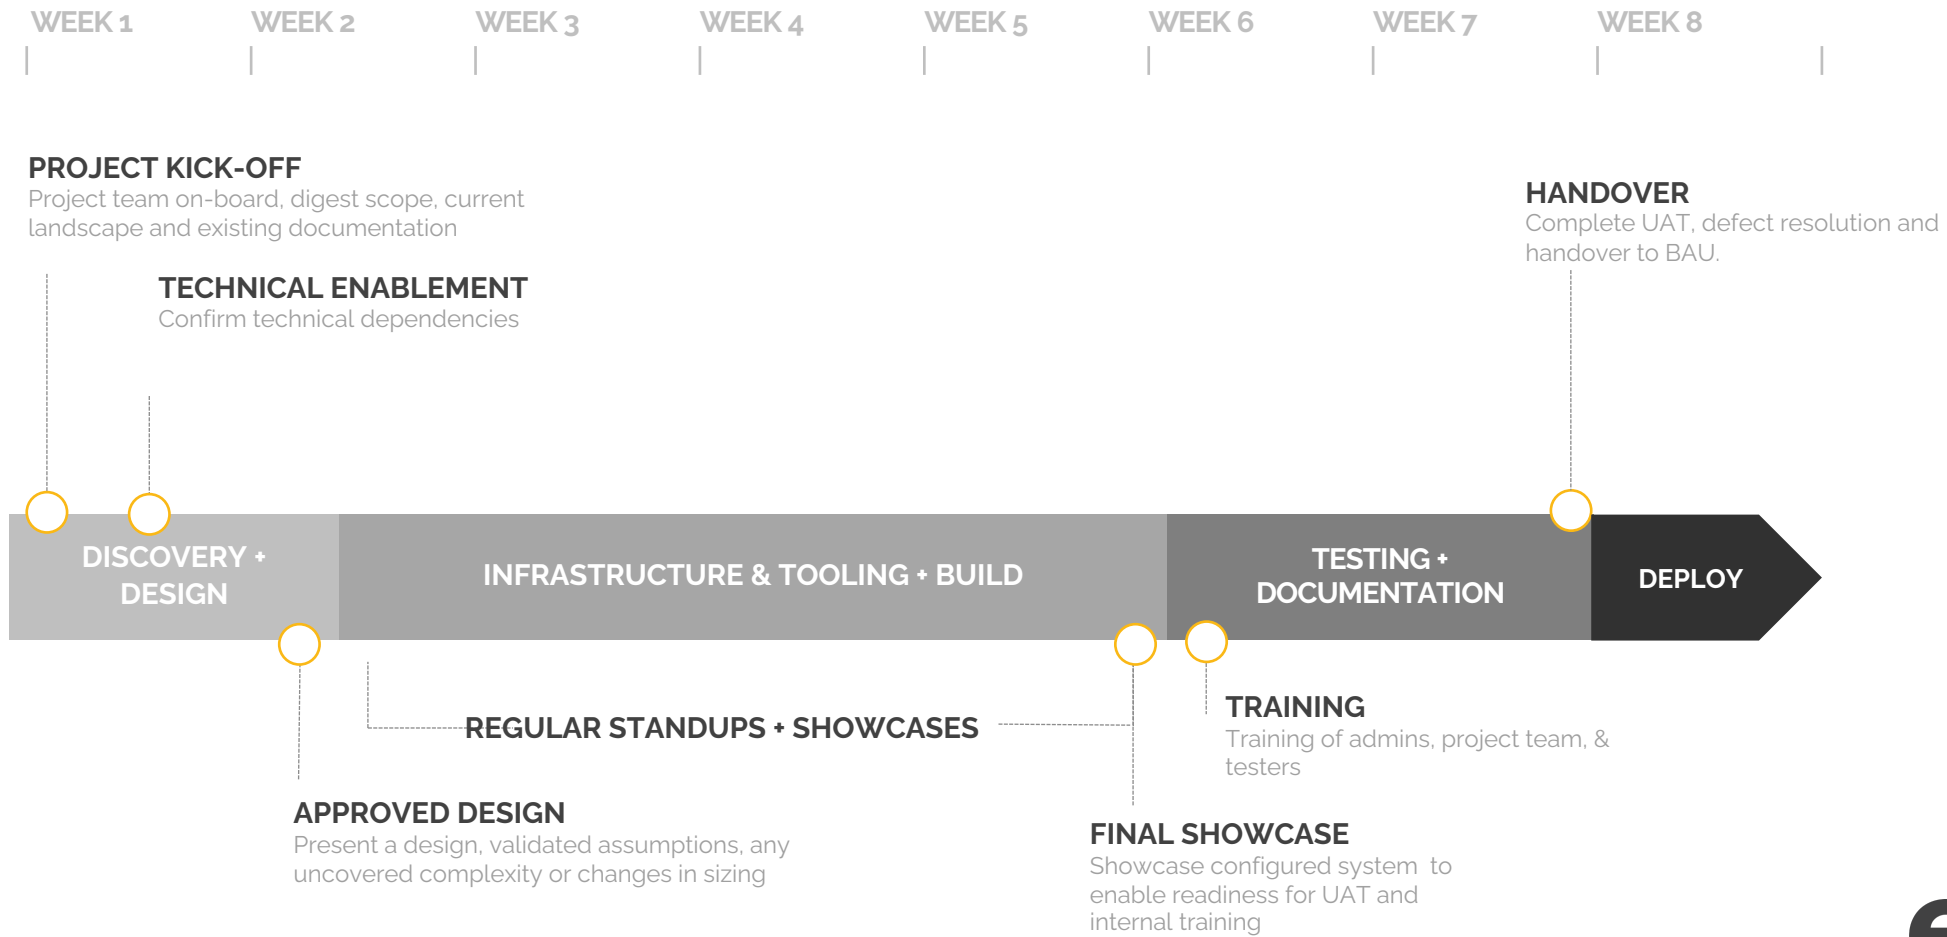 WEEK 1
WEEK 2
WEEK 3
WEEK 4
WEEK 5
WEEK 6
WEEK 7
WEEK 8
PROJECT KICK-OFF
Project team on-board, digest scope, current
landscape and existing documentation
HANDOVER
Complete UAT, defect resolution and
handover to BAU.
TECHNICAL ENABLEMENT
Confirm technical dependencies
DISCOVERY +
DESIGN
INFRASTRUCTURE & TOOLING + BUILD
TESTING +
DOCUMENTATION
DEPLOY
REGULAR STANDUPS + SHOWCASES
TRAINING
Training of admins, project team, &
testers
APPROVED DESIGN
Present a design, validated assumptions, any
uncovered complexity or changes in sizing
FINAL SHOWCASE
Showcase configured system to
enable readiness for UAT and
internal training